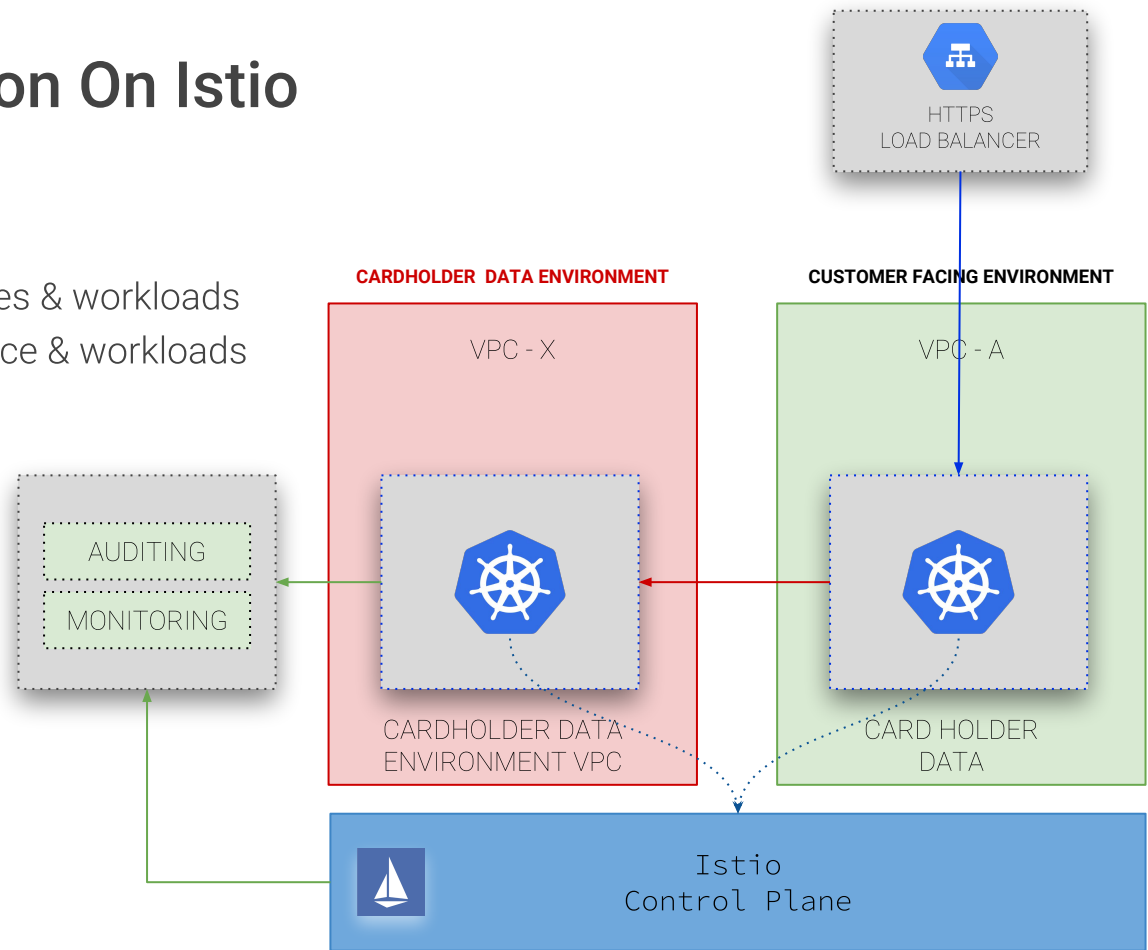 on On Istio
HTTPS
LOAD BALANCER
es & workloads
ce & workloads
CARDHOLDER DATA ENVIRONMENT
CUSTOMER FACING ENVIRONMENT
VPC - X
VPC - A
AUDITING
MONITORING
CARDHOLDER DATA
ENVIRONMENT VPC
CARD HOLDER
DATA
Istio
Control Plane